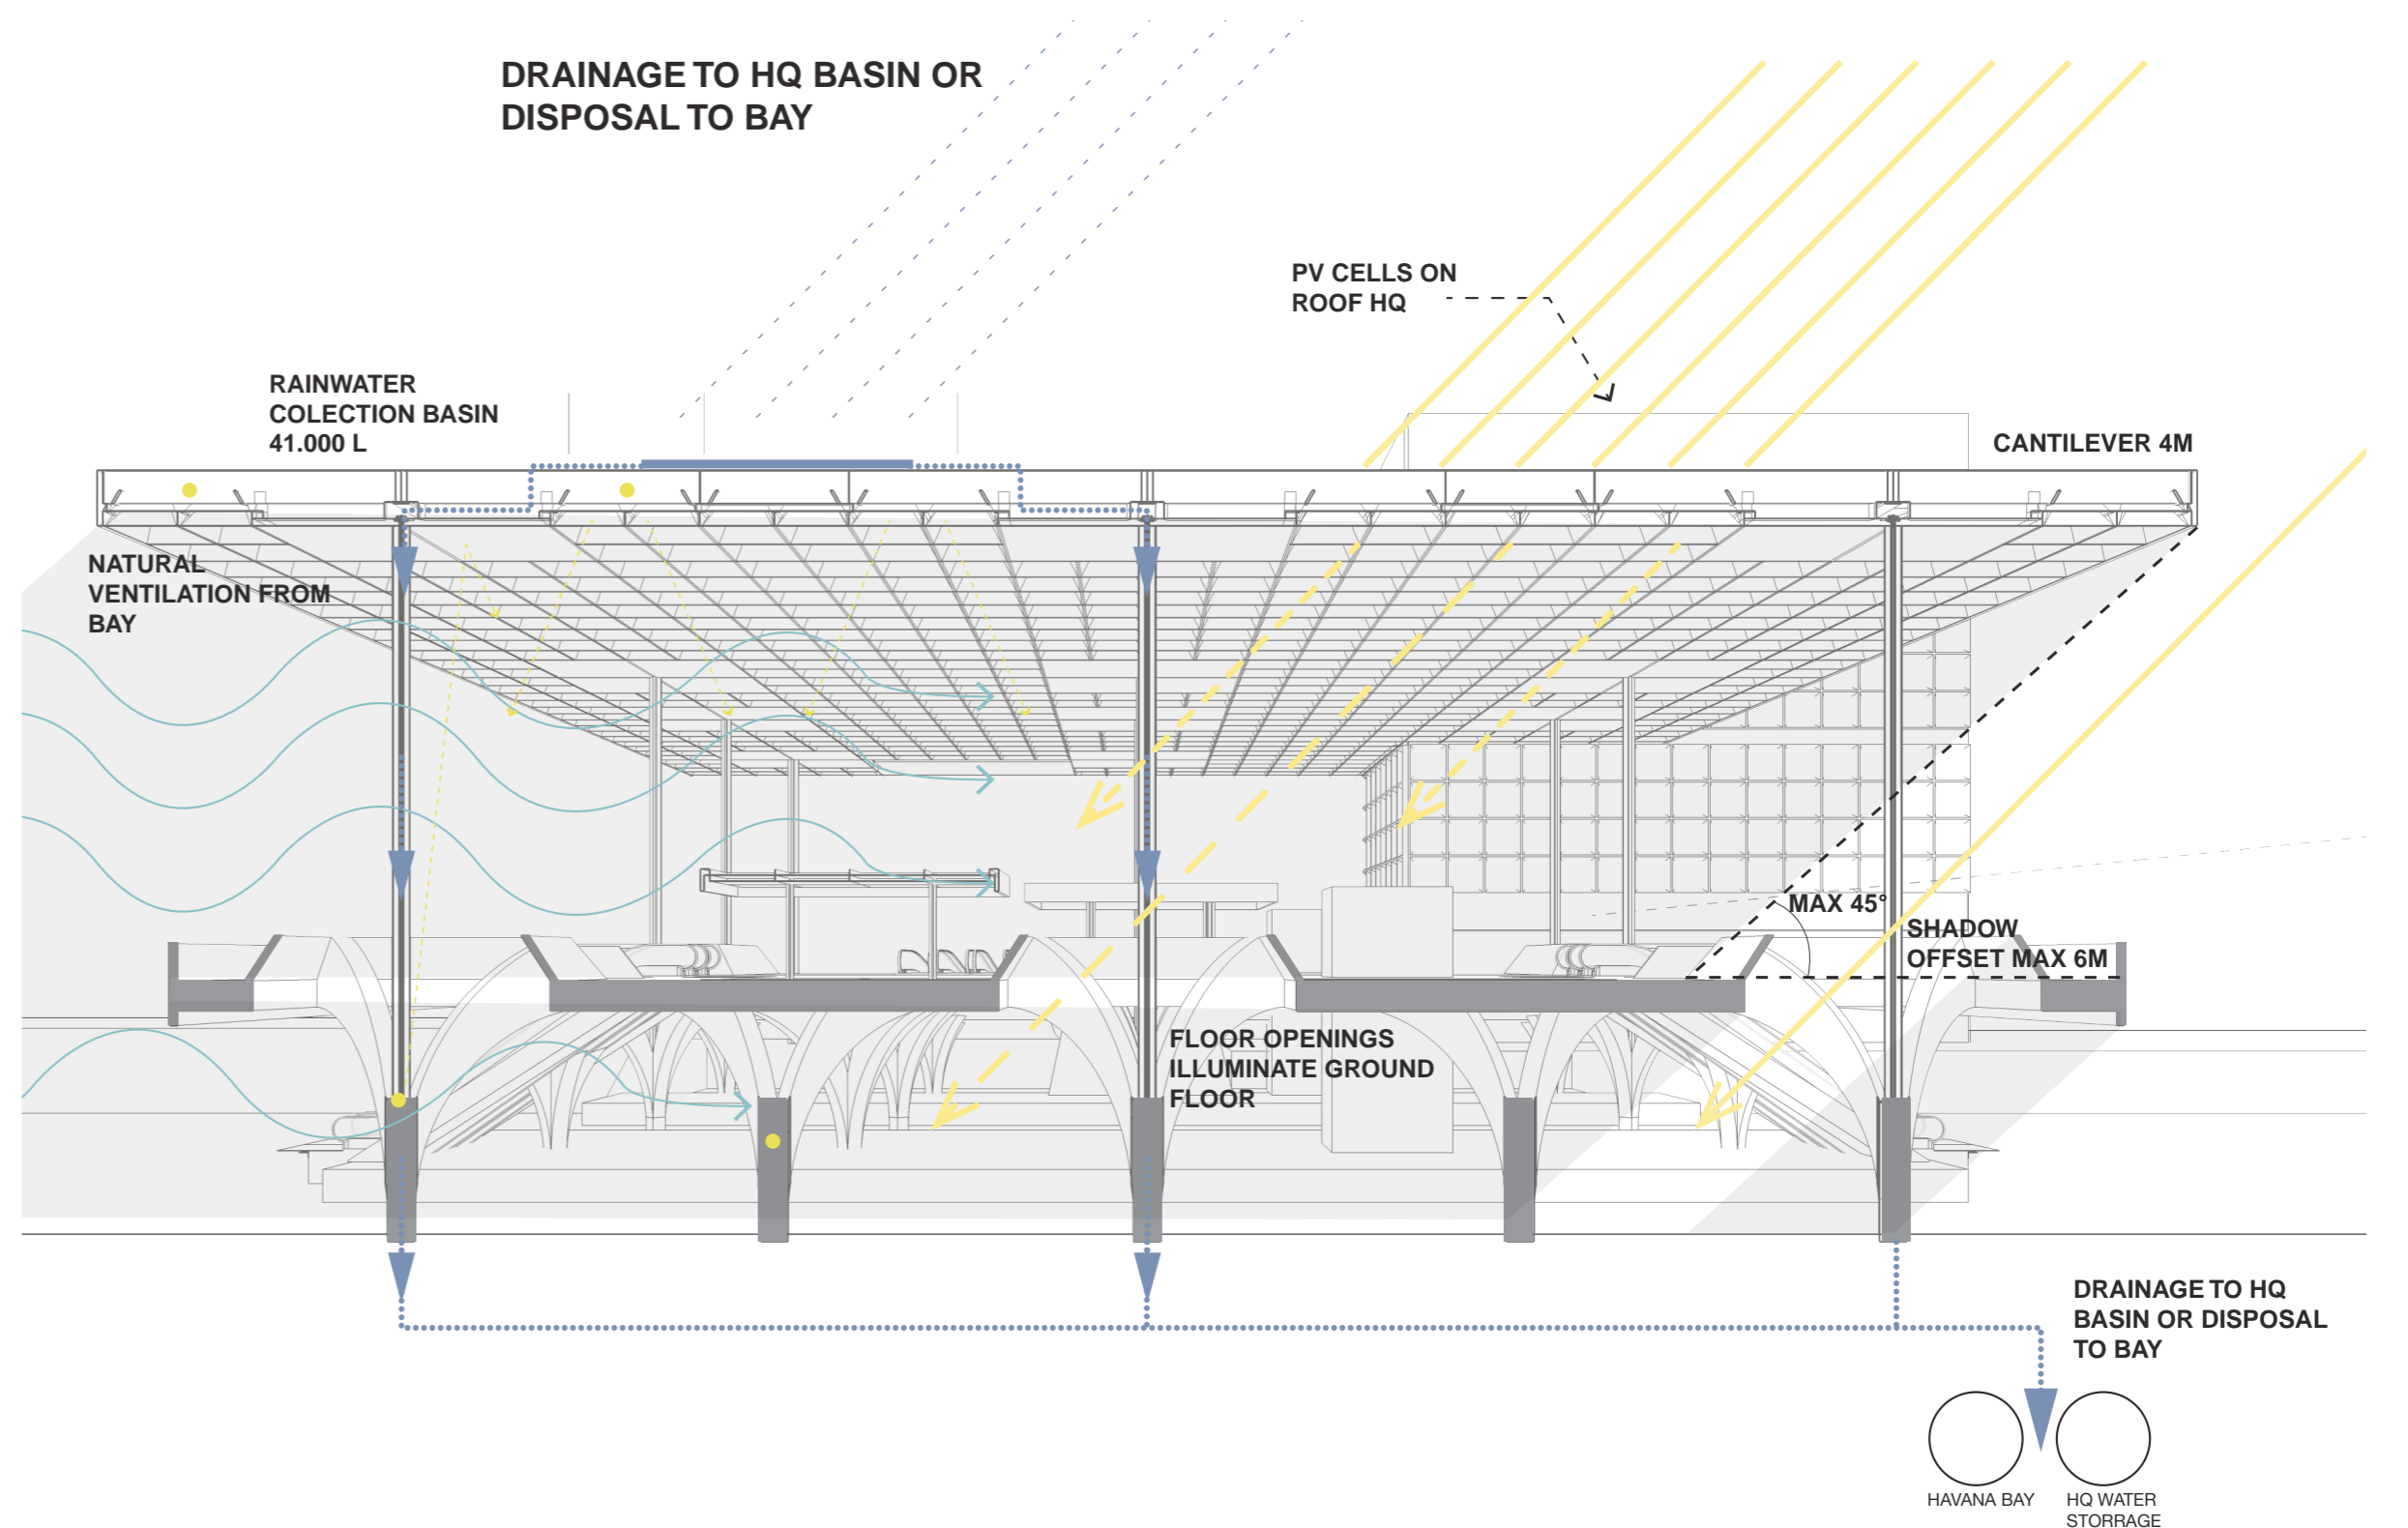 DRAINAGE TO HQ BASIN OR
DISPOSAL TO BAY
PV CELLS ON
ROOF HQ
RAINWATER
COLECTION BASIN
41.000 L
CANTILEVER 4M
NATURAL
VENTILATION FROM
BAY
MAX 45°
SHADOW
OFFSET MAX 6M
FLOOR OPENINGS
ILLUMINATE GROUND
FLOOR
DRAINAGE TO HQ
BASIN OR DISPOSAL
TO BAY
HAVANA BAY
HQ WATER
STORRAGE